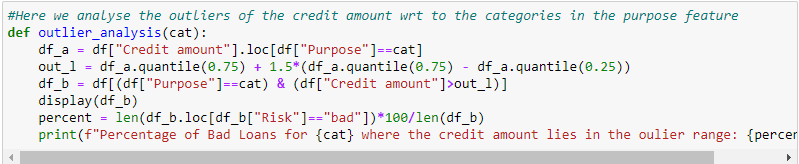 #Here we analyse the outliers of the credit amount wrt to the categories in the purpose feature
def outlier_analysis(cat):
    df_a = df["Credit amount"].loc[df["Purpose"]==cat]
    out_l = df_a.quantile(0.75) + 1.5*(df_a.quantile(0.75) - df_a.quantile(0.25))
    df_b = df[(df["Purpose"]==cat) & (df["Credit amount"]>out_l)]
    display(df_b)
    percent = len(df_b.loc[df_b["Risk"]=="bad"])*100/len(df_b)
    print(f"Percentage of Bad Loans for {cat} where the credit amount lies in the oulier range: {percen